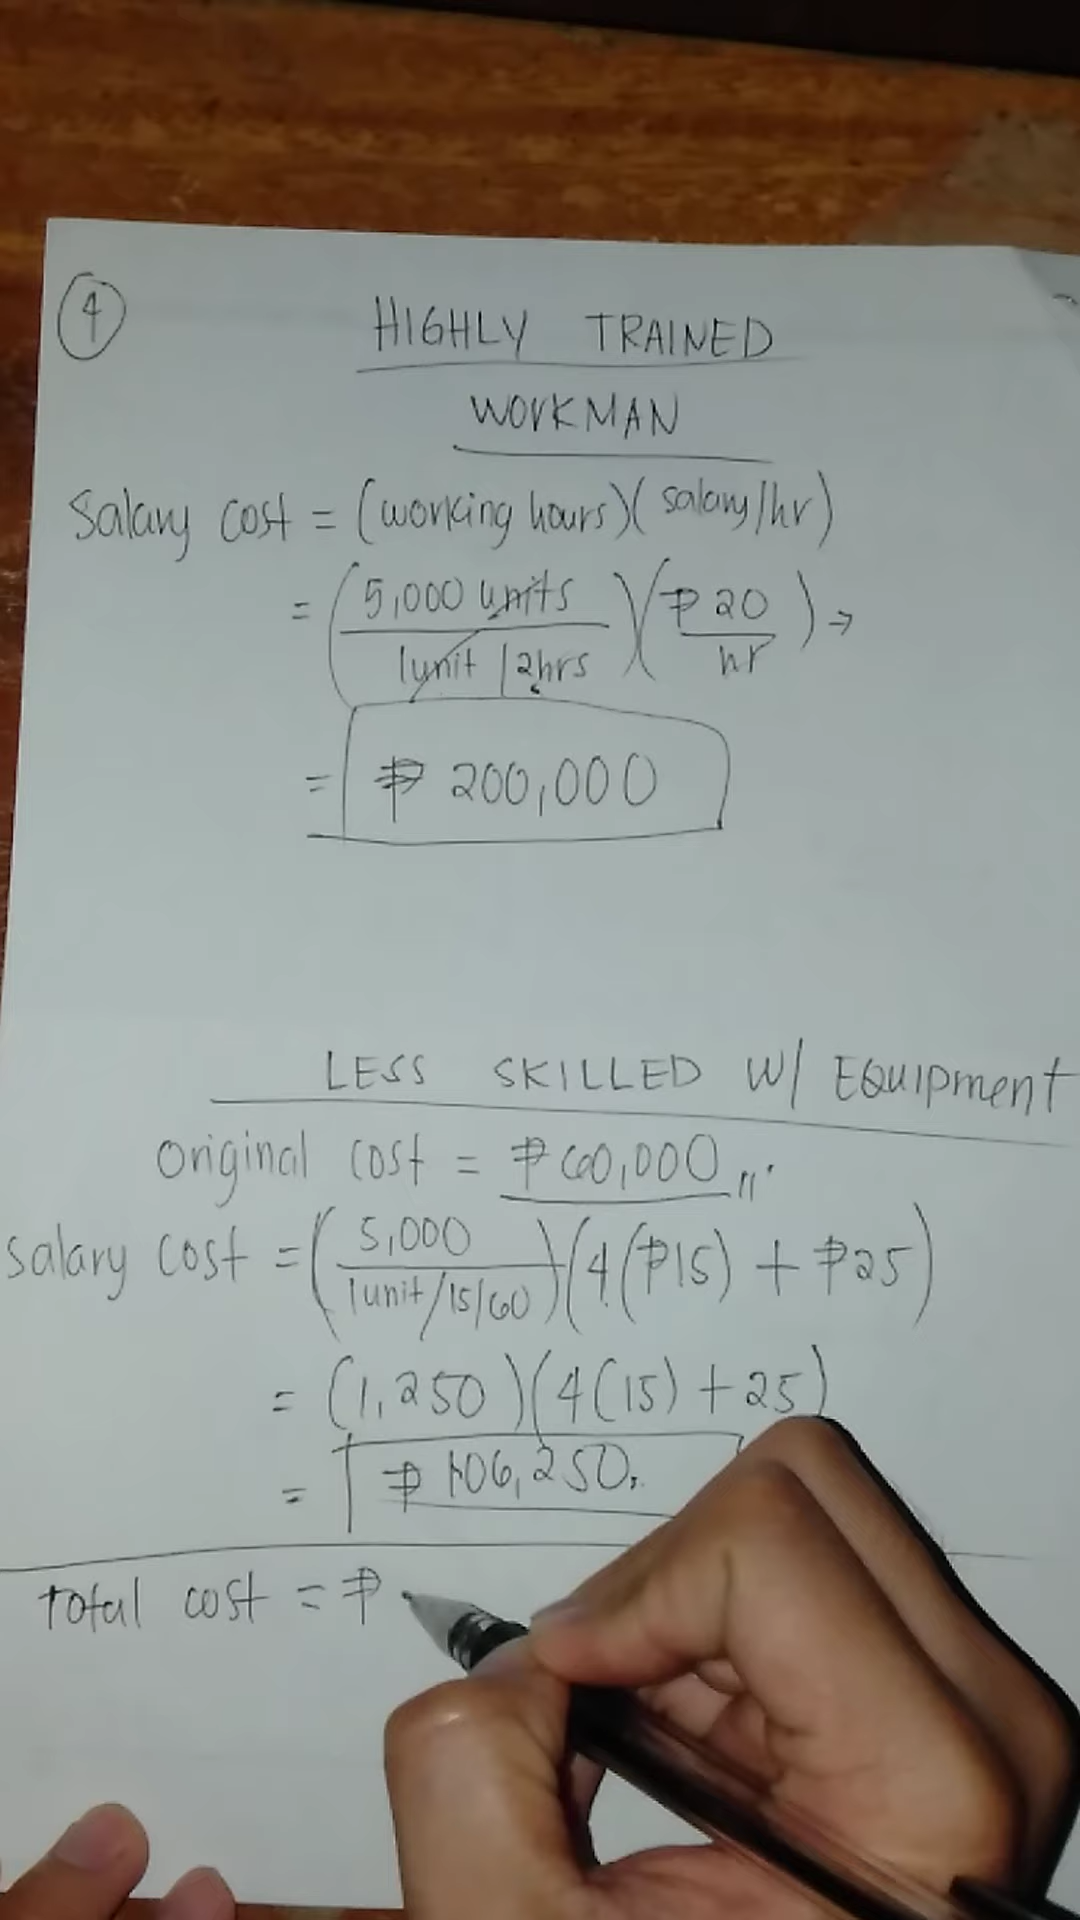 4
HIGHLY TRAINED
WORKMAN
Salary cost = (working hours)(salary/hr)
= (5,000 units / 1unit/2hrs)(₱20/hr) →
= ₱ 200,000
LESS SKILLED W/ EQUIPMENT
Original cost = ₱60,000
Salary cost = (5,000 / 1unit/15/60)(4(₱15) + ₱25)
= (1,250)(4(15) + 25)
= ₱ 106,250
Total cost = ₱